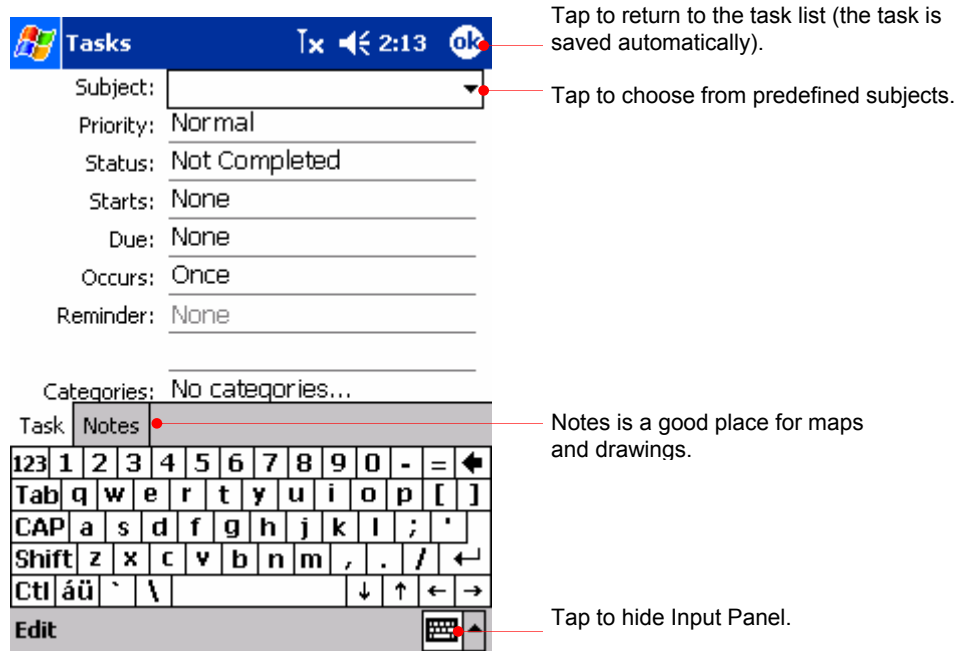 Tasks 2:13 ok
Tap to return to the task list (the task is
saved automatically).
Subject:
Tap to choose from predefined subjects.
Priority: Normal
Status: Not Completed
Starts: None
Due: None
Occurs: Once
Reminder: None
Categories: No categories...
Task Notes
Notes is a good place for maps
and drawings.
123 1 2 3 4 5 6 7 8 9 0 - =
Tab q w e r t y u i o p [ ]
CAP a s d f g h j k l ; '
Shift z x c v b n m , . /
Ctl áü ` \ ↓ ↑ ← →
Tap to hide Input Panel.
Edit